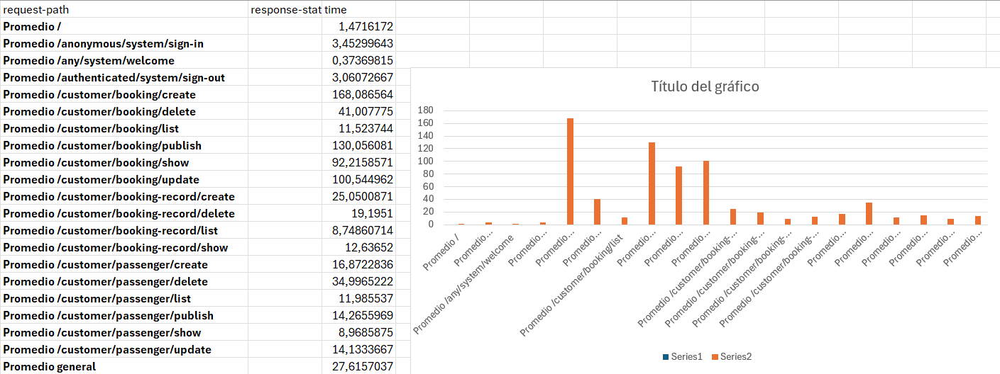 request-path response-stat time
Promedio / 1,4716172
Promedio /anonymous/system/sign-in 3,45299643
Promedio /any/system/welcome 0,37369815
Promedio /authenticated/system/sign-out 3,06072667
Promedio /customer/booking/create 168,086564
Promedio /customer/booking/delete 41,007775
Promedio /customer/booking/list 11,523744
Promedio /customer/booking/publish 130,056081
Promedio /customer/booking/show 92,2158571
Promedio /customer/booking/update 100,544962
Promedio /customer/booking-record/create 25,0500871
Promedio /customer/booking-record/delete 19,1951
Promedio /customer/booking-record/list 8,74860714
Promedio /customer/booking-record/show 12,63652
Promedio /customer/passenger/create 16,8722836
Promedio /customer/passenger/delete 34,9965222
Promedio /customer/passenger/list 11,985537
Promedio /customer/passenger/publish 14,2655969
Promedio /customer/passenger/show 8,9685875
Promedio /customer/passenger/update 14,1333667
Promedio general 27,6157037
Título del gráfico
180
160
140
120
100
80
60
40
20
0
Promedio /
Promedio...
Promedio /any/system/welcome
Promedio...
Promedio...
Promedio...
Promedio /customer/booking/list
Promedio...
Promedio...
Promedio...
Promedio /customer/booking-...
Promedio /customer/booking-...
Promedio /customer/booking-...
Promedio /customer/booking-...
Promedio...
Promedio...
Promedio...
Promedio...
Promedio...
Promedio...
Series1 Series2